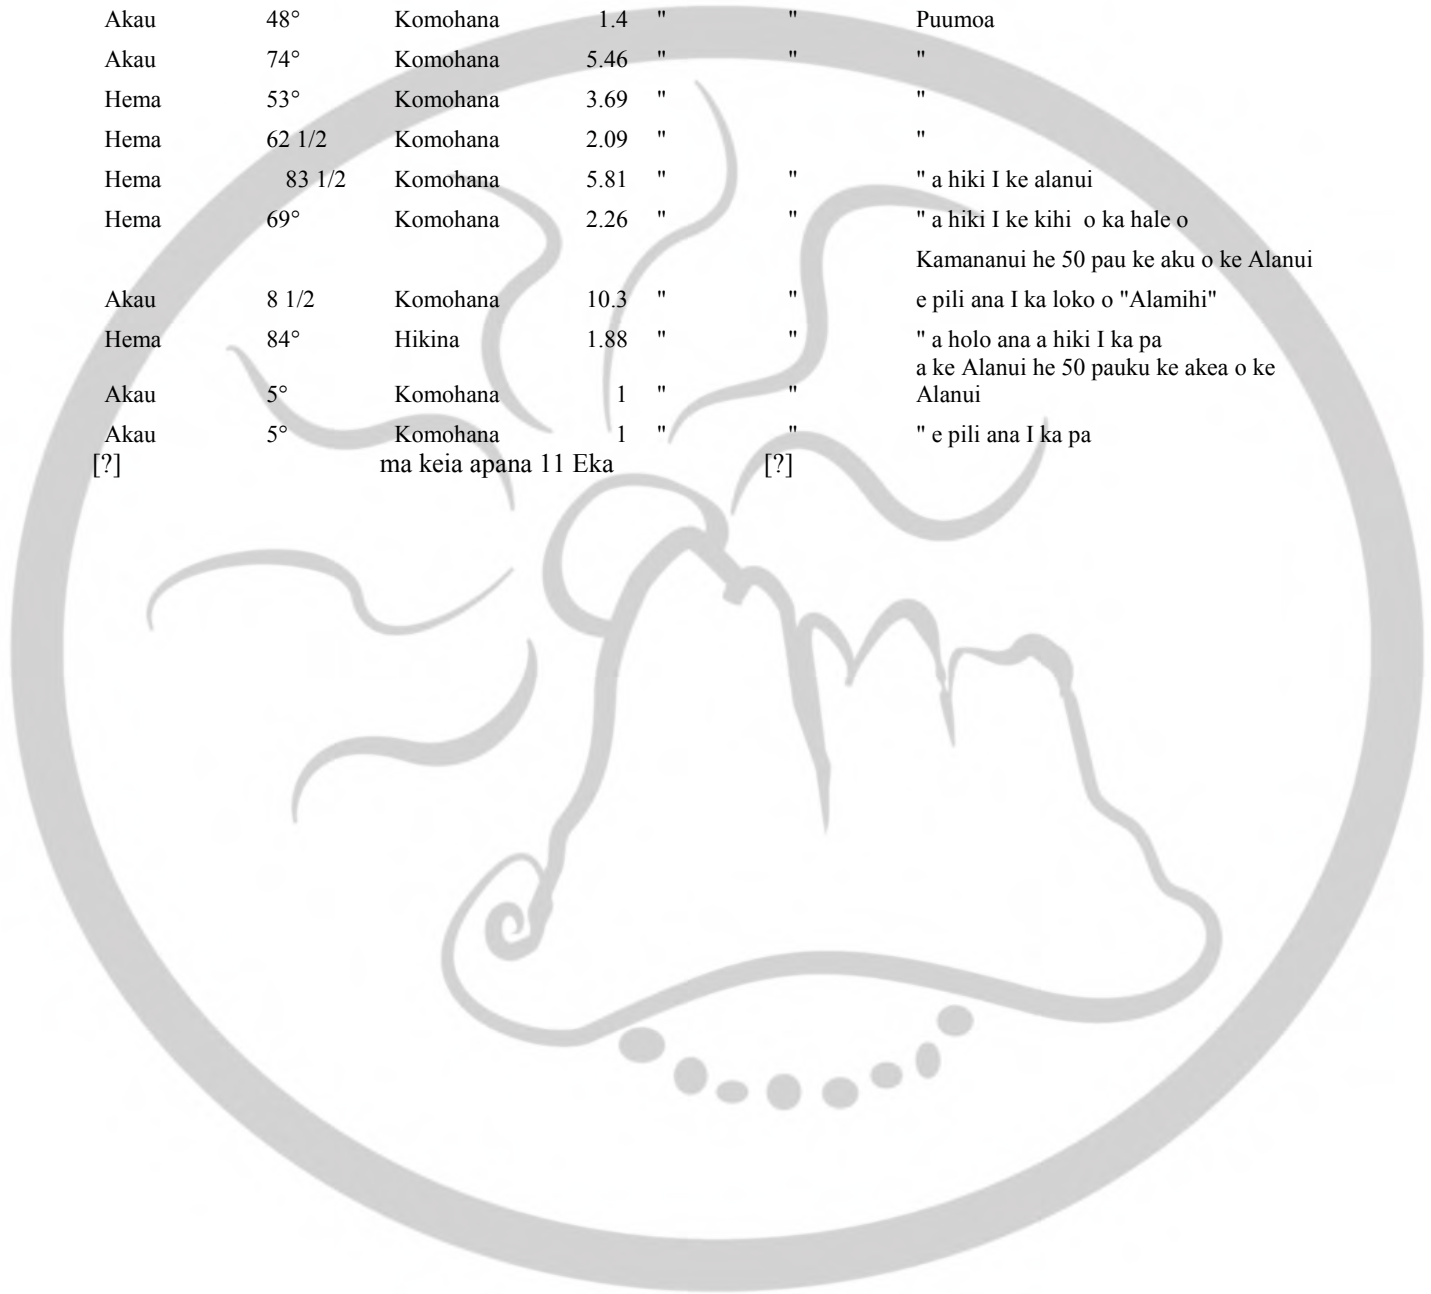 Akau 48° Komohana 1.4 " " Puumoa
Akau 74° Komohana 5.46 " " "
Hema 53° Komohana 3.69 " "
Hema 62 1/2 Komohana 2.09 " "
Hema 83 1/2 Komohana 5.81 " " " a hiki I ke alanui
Hema 69° Komohana 2.26 " " " a hiki I ke kihi o ka hale o
Kamananui he 50 pau ke aku o ke Alanui
Akau 8 1/2 Komohana 10.3 " " e pili ana I ka loko o "Alamihi"
Hema 84° Hikina 1.88 " " " a holo ana a hiki I ka pa
a ke Alanui he 50 pauku ke akea o ke
Akau 5° Komohana 1 " " Alanui
Akau 5° Komohana 1 " " " e pili ana I ka pa
[?] ma keia apana 11 Eka [?]